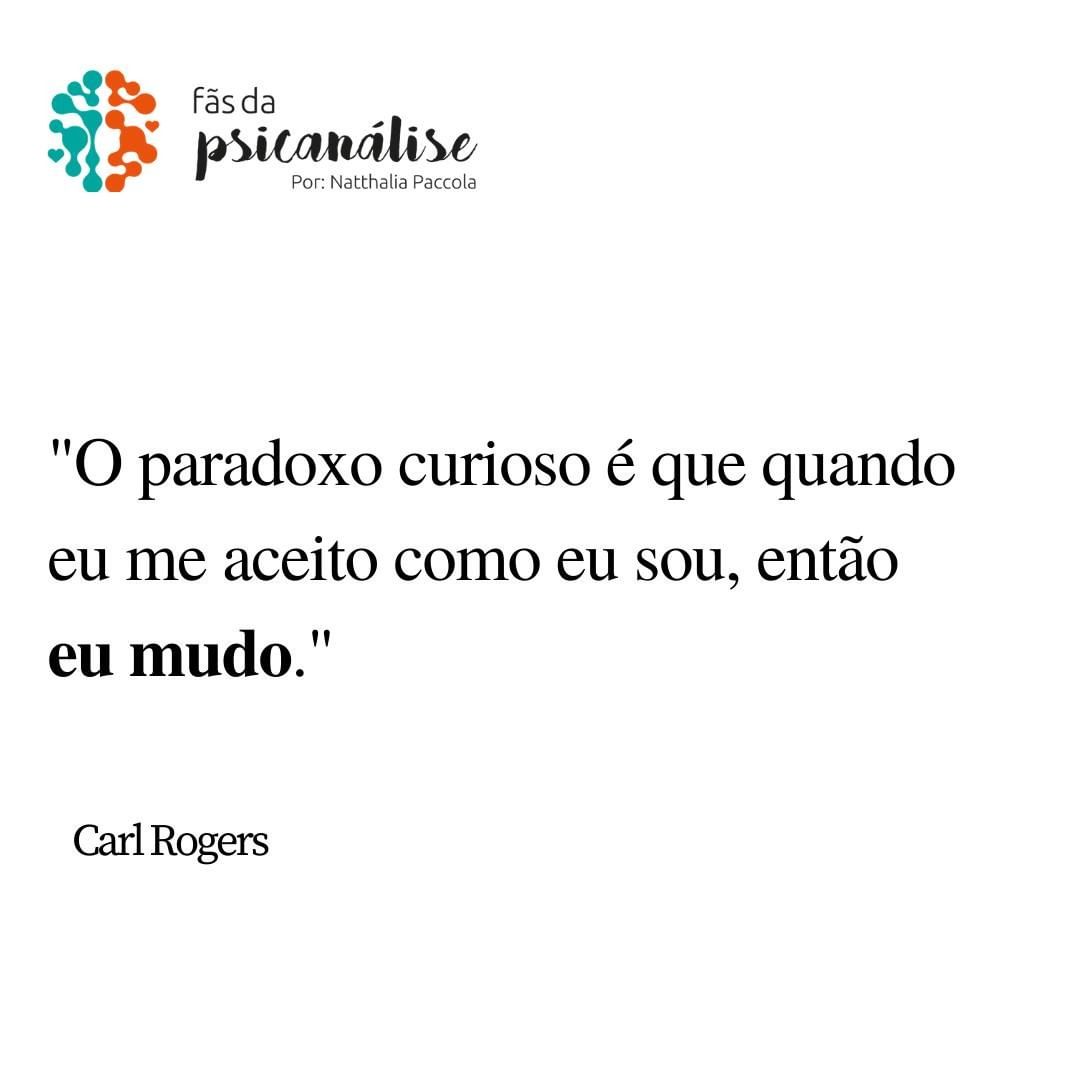 fãs da
psicanálise
Por: Natthalia Paccola
"O paradoxo curioso é que quando
eu me aceito como eu sou, então
eu mudo."
Carl Rogers